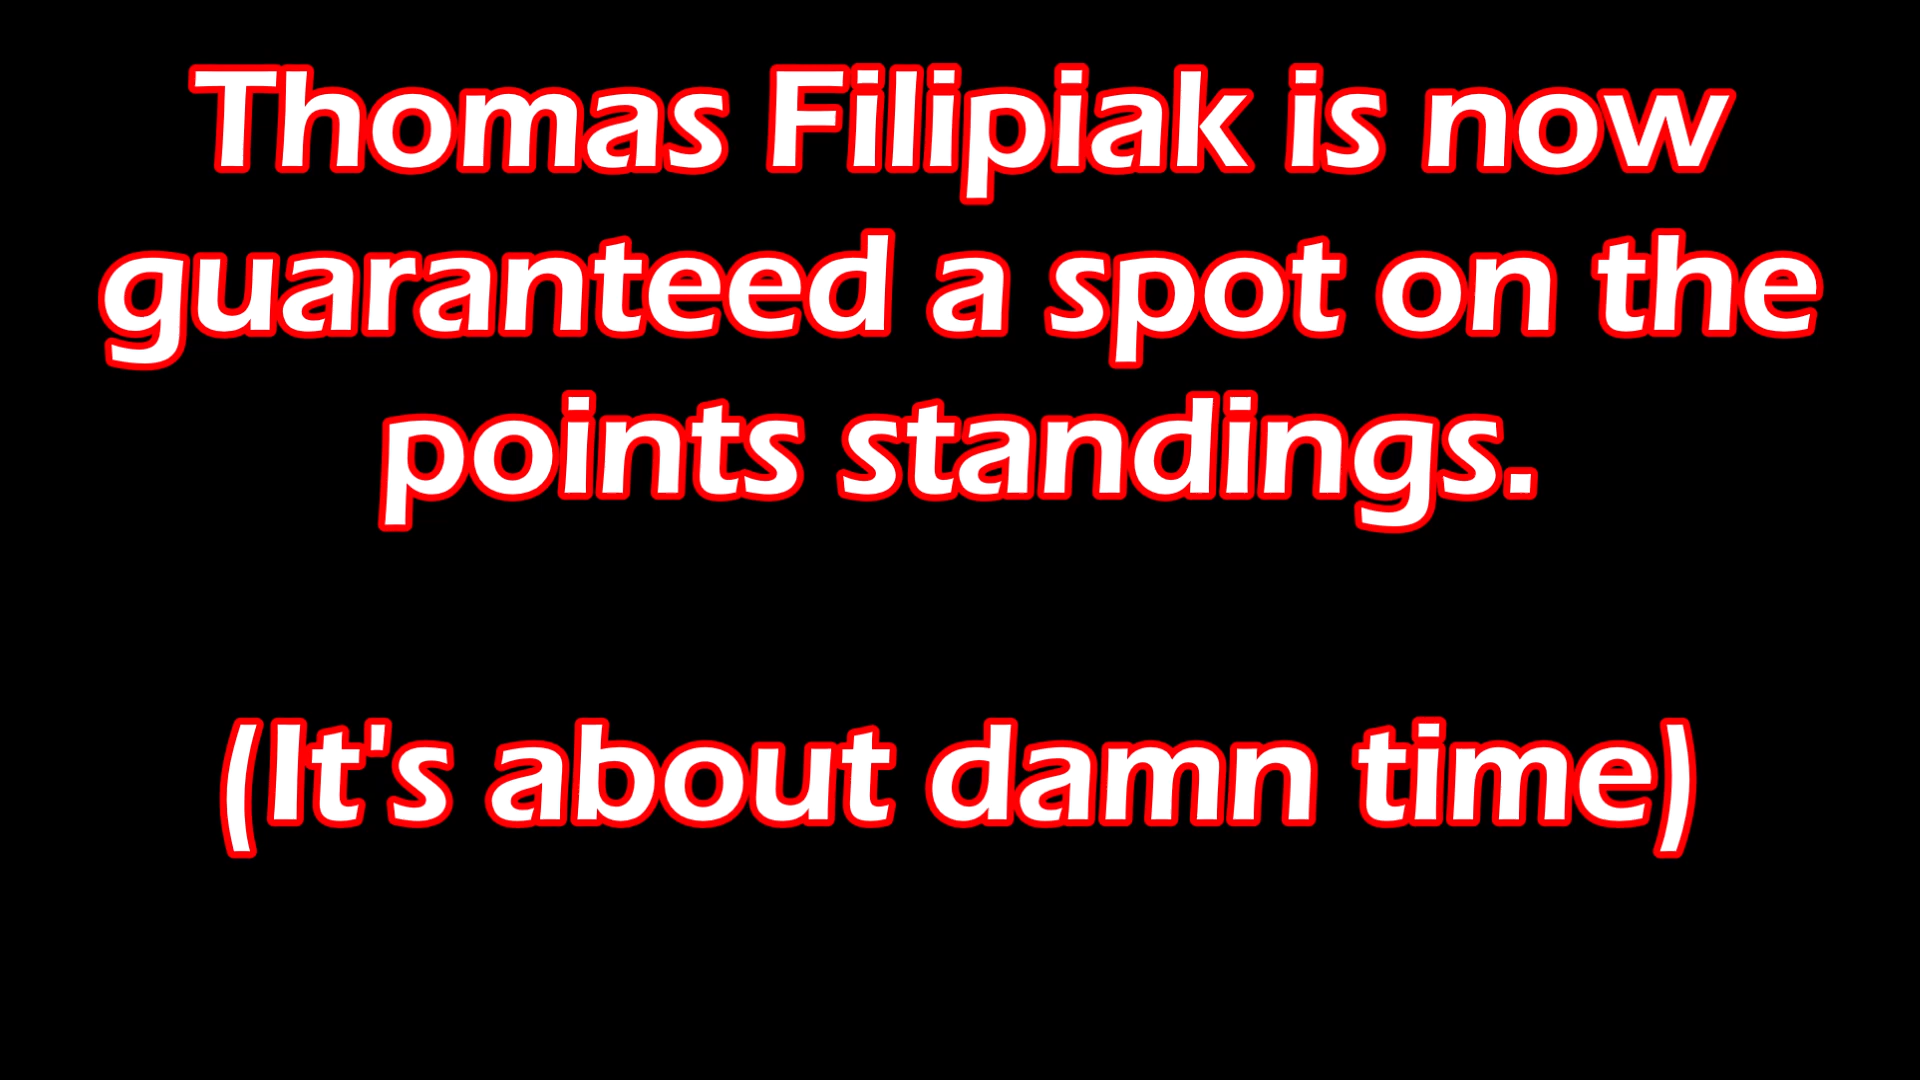 Thomas Filipiak is now
guaranteed a spot on the
points standings.
(It's about damn time)